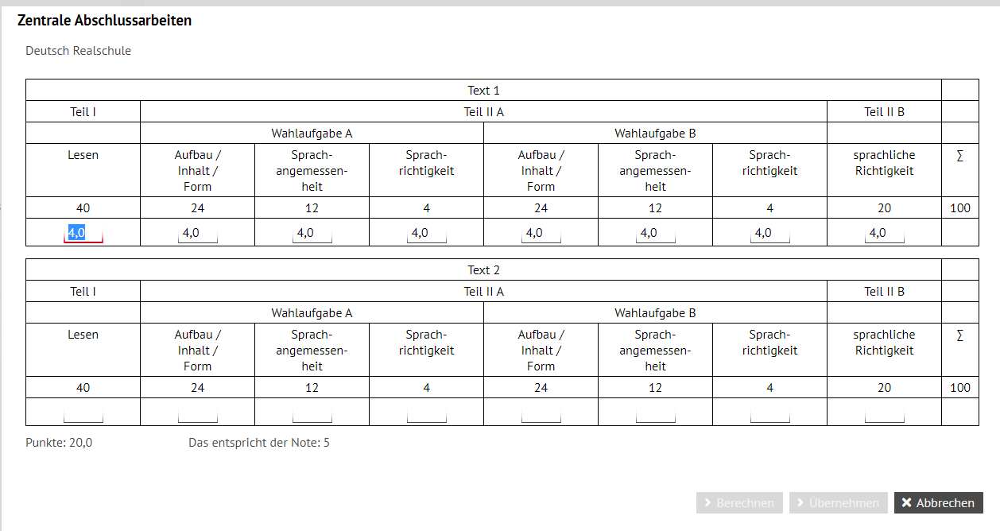 Zentrale Abschlussarbeiten
Deutsch Realschule
Text 1
Teil I Teil II A Teil II B
Wahlaufgabe A Wahlaufgabe B
Lesen Aufbau / Sprach- Sprach- Aufbau / Sprach- Sprach- sprachliche ∑
Inhalt / angemessen- richtigkeit Inhalt / angemessen- richtigkeit Richtigkeit
Form heit Form heit
40 24 12 4 24 12 4 20 100
4,0 4,0 4,0 4,0 4,0 4,0 4,0 4,0
Text 2
Teil I Teil II A Teil II B
Wahlaufgabe A Wahlaufgabe B
Lesen Aufbau / Sprach- Sprach- Aufbau / Sprach- Sprach- sprachliche ∑
Inhalt / angemessen- richtigkeit Inhalt / angemessen- richtigkeit Richtigkeit
Form heit Form heit
40 24 12 4 24 12 4 20 100
Punkte: 20,0 Das entspricht der Note: 5
Berechnen Übernehmen Abbrechen